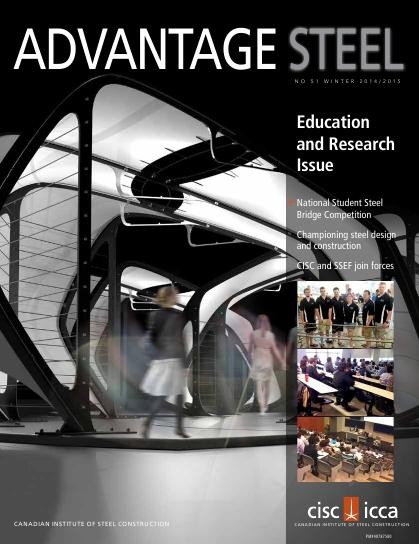 ADVANTAGE STEEL
NO 51 WINTER 2014/2015
Education
and Research
Issue
National Student Steel
Bridge Competition
Championing steel design
and construction
CISC and SSEF join forces
cisc icca
CANADIAN INSTITUTE OF STEEL CONSTRUCTION
CANADIAN INSTITUTE OF STEEL CONSTRUCTION
PM#40787580